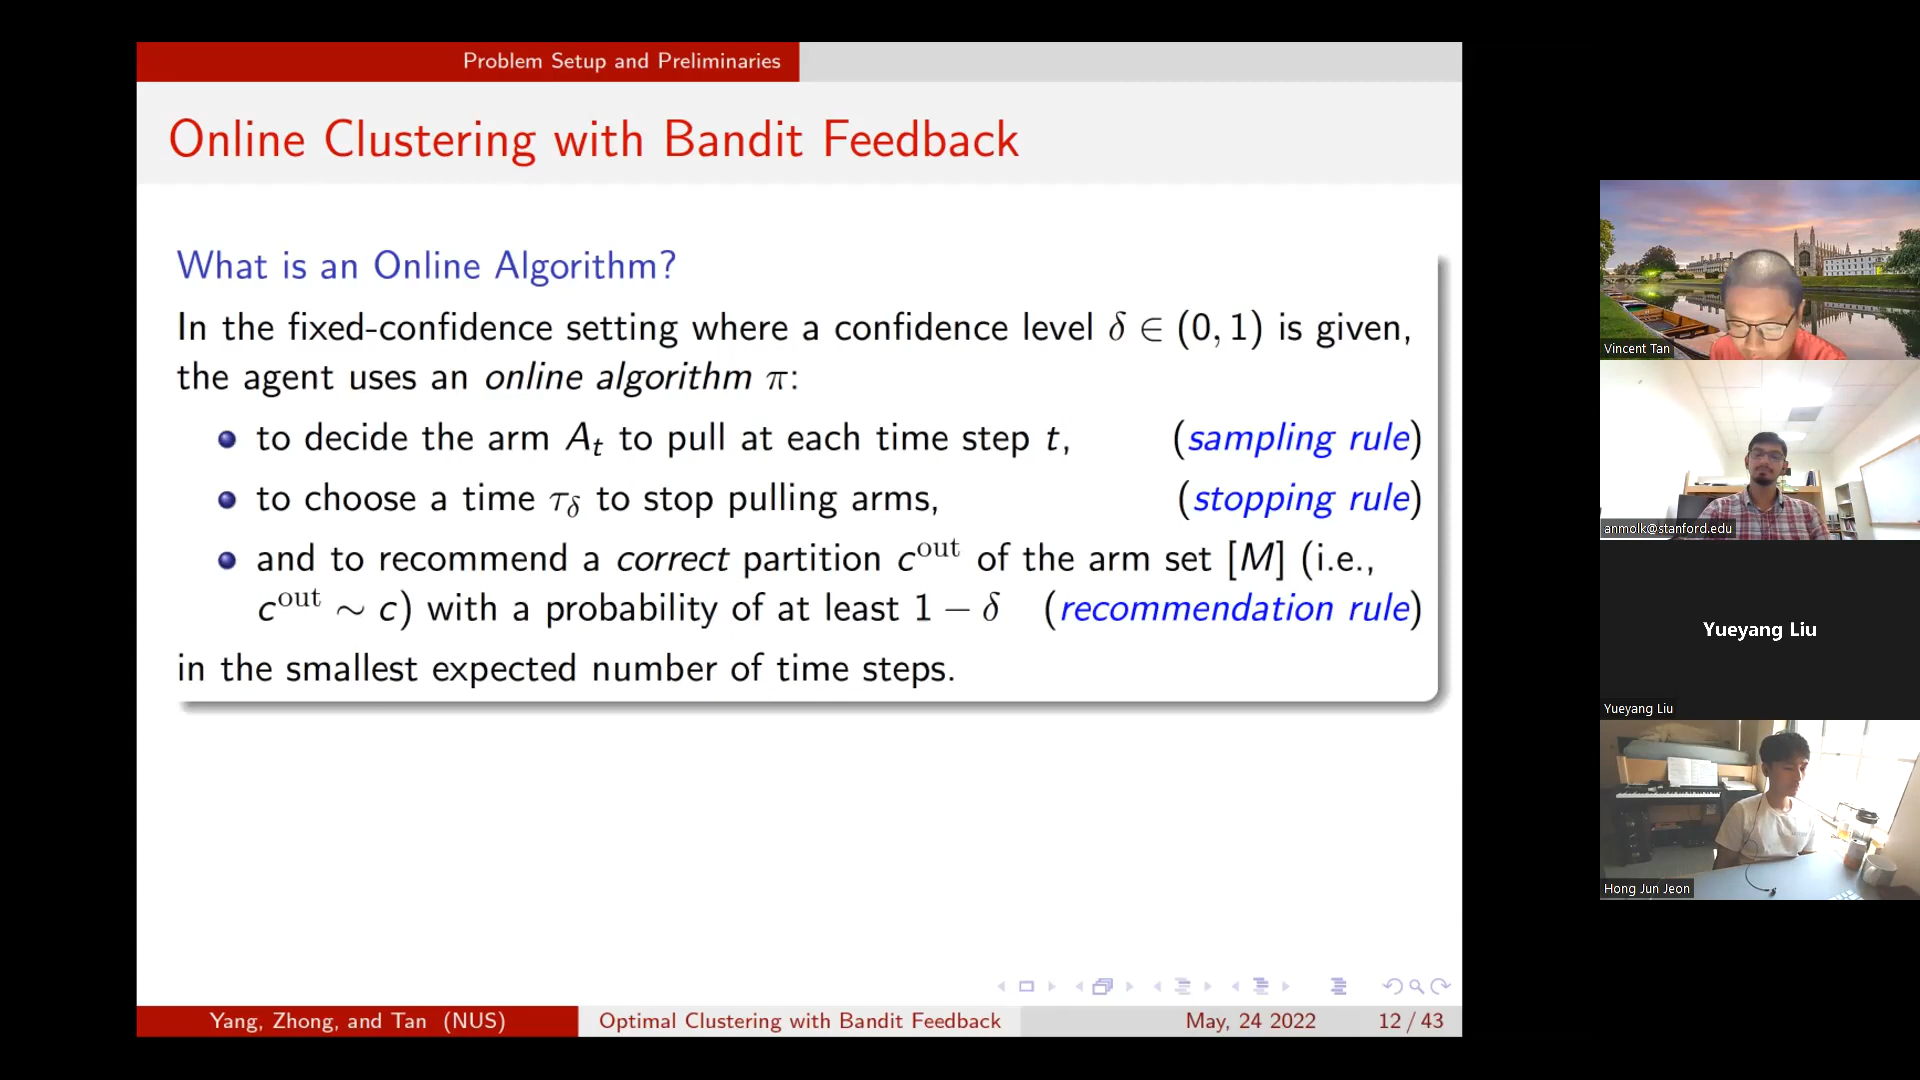 Problem Setup and Preliminaries
Online Clustering with Bandit Feedback
What is an Online Algorithm?
In the fixed-confidence setting where a confidence level δ ∈ (0, 1) is given,
the agent uses an online algorithm π:
to decide the arm Aₜ to pull at each time step t, (sampling rule)
to choose a time τ_δ to stop pulling arms, (stopping rule)
and to recommend a correct partition c^out of the arm set [M] (i.e.,
c^out ∼ c) with a probability of at least 1 − δ (recommendation rule)
in the smallest expected number of time steps.
Yang, Zhong, and Tan (NUS) Optimal Clustering with Bandit Feedback May, 24 2022 12 / 43
Vincent Tan
anmolk@stanford.edu
Yueyang Liu
Yueyang Liu
Hong Jun Jeon